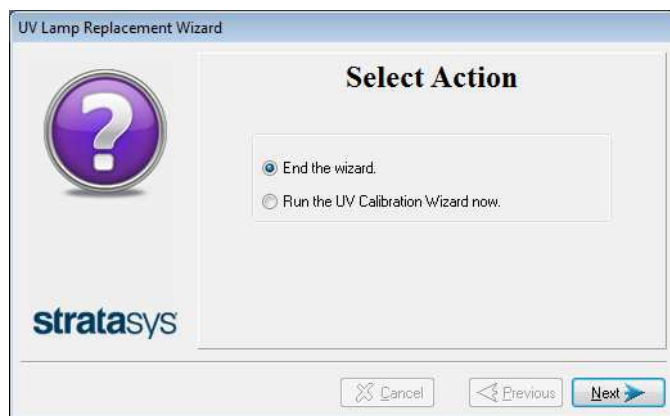 UV Lamp Replacement Wizard
Select Action
End the wizard.
Run the UV Calibration Wizard now.
stratasys
Cancel
Previous
Next